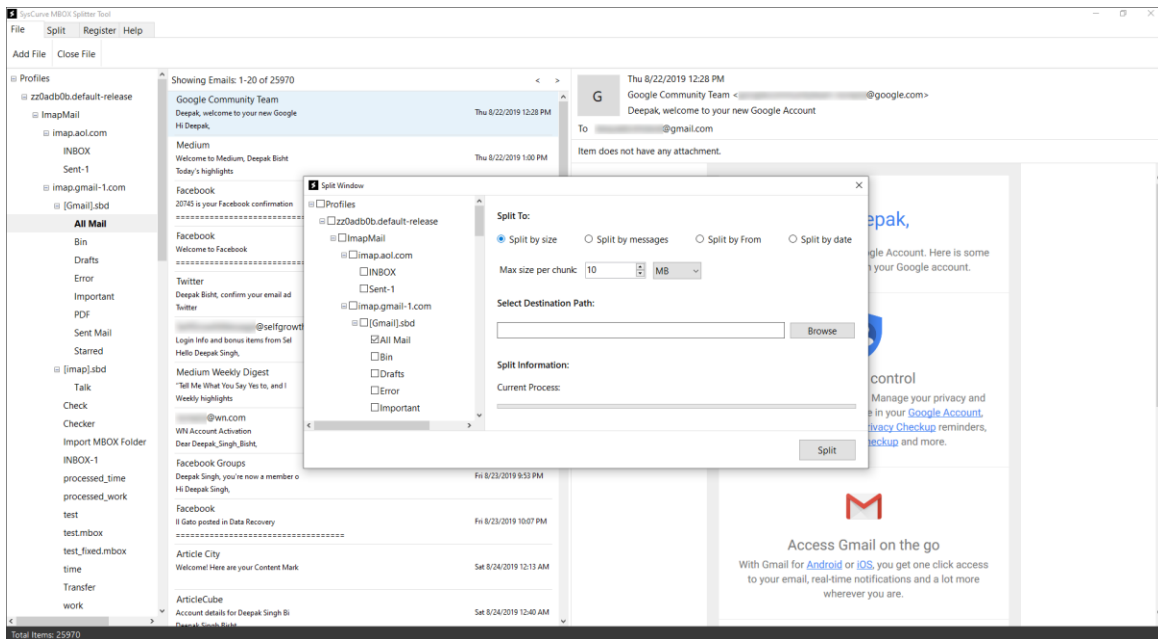 SysCurve MBOX Splitter Tool
File Split Register Help
Add File Close File
Profiles
zz0adb0b.default-release
ImapMail
imap.aol.com
INBOX
Sent-1
imap.gmail-1.com
[Gmail].sbd
All Mail
Bin
Drafts
Error
Important
PDF
Sent Mail
Starred
[imap].sbd
Talk
Check
Checker
Import MBOX Folder
INBOX-1
processed_time
processed_work
test
test.mbox
test_fixed.mbox
time
Transfer
work
Total Items: 25970
Showing Emails: 1-20 of 25970 < >
Google Community Team
Deepak, welcome to your new Google Thu 8/22/2019 12:28 PM
Hi Deepak,
Medium
Welcome to Medium, Deepak Bisht Thu 8/22/2019 1:00 PM
Today's highlights
Facebook
20745 is your Facebook confirmation
Facebook
Welcome to Facebook
Twitter
Deepak Bisht, confirm your email ad
Twitter
@selfgrowt
Login Info and bonus items from Sel
Hello Deepak Singh,
Medium Weekly Digest
"Tell Me What You Say Yes to, and I
Weekly highlights
@wn.com
WN Account Activation
Dear Deepak_Singh_Bisht,
Facebook Groups
Deepak Singh, you're now a member o Fri 8/23/2019 9:53 PM
Hi Deepak Singh,
Facebook
Il Gato posted in Data Recovery Fri 8/23/2019 10:07 PM
===================================
Article City
Welcome! Here are your Content Mark Sat 8/24/2019 12:13 AM
ArticleCube
Account details for Deepak Singh Bi Sat 8/24/2019 12:40 AM
Deepak Singh Bisht
G
Thu 8/22/2019 12:28 PM
Google Community Team < @google.com>
Deepak, welcome to your new Google Account
To @gmail.com
Item does not have any attachment.
epak,
gle Account. Here is some
your Google account.
control
Manage your privacy and
e in your Google Account,
rivacy Checkup reminders,
heckup and more.
Access Gmail on the go
With Gmail for Android or iOS, you get one click access
to your email, real-time notifications and a lot more
wherever you are.
Split Window
Profiles
zz0adb0b.default-release
ImapMail
imap.aol.com
INBOX
Sent-1
imap.gmail-1.com
[Gmail].sbd
All Mail
Bin
Drafts
Error
Important
Split To:
Split by size Split by messages Split by From Split by date
Max size per chunk: 10 MB
Select Destination Path:
Browse
Split Information:
Current Process:
Split